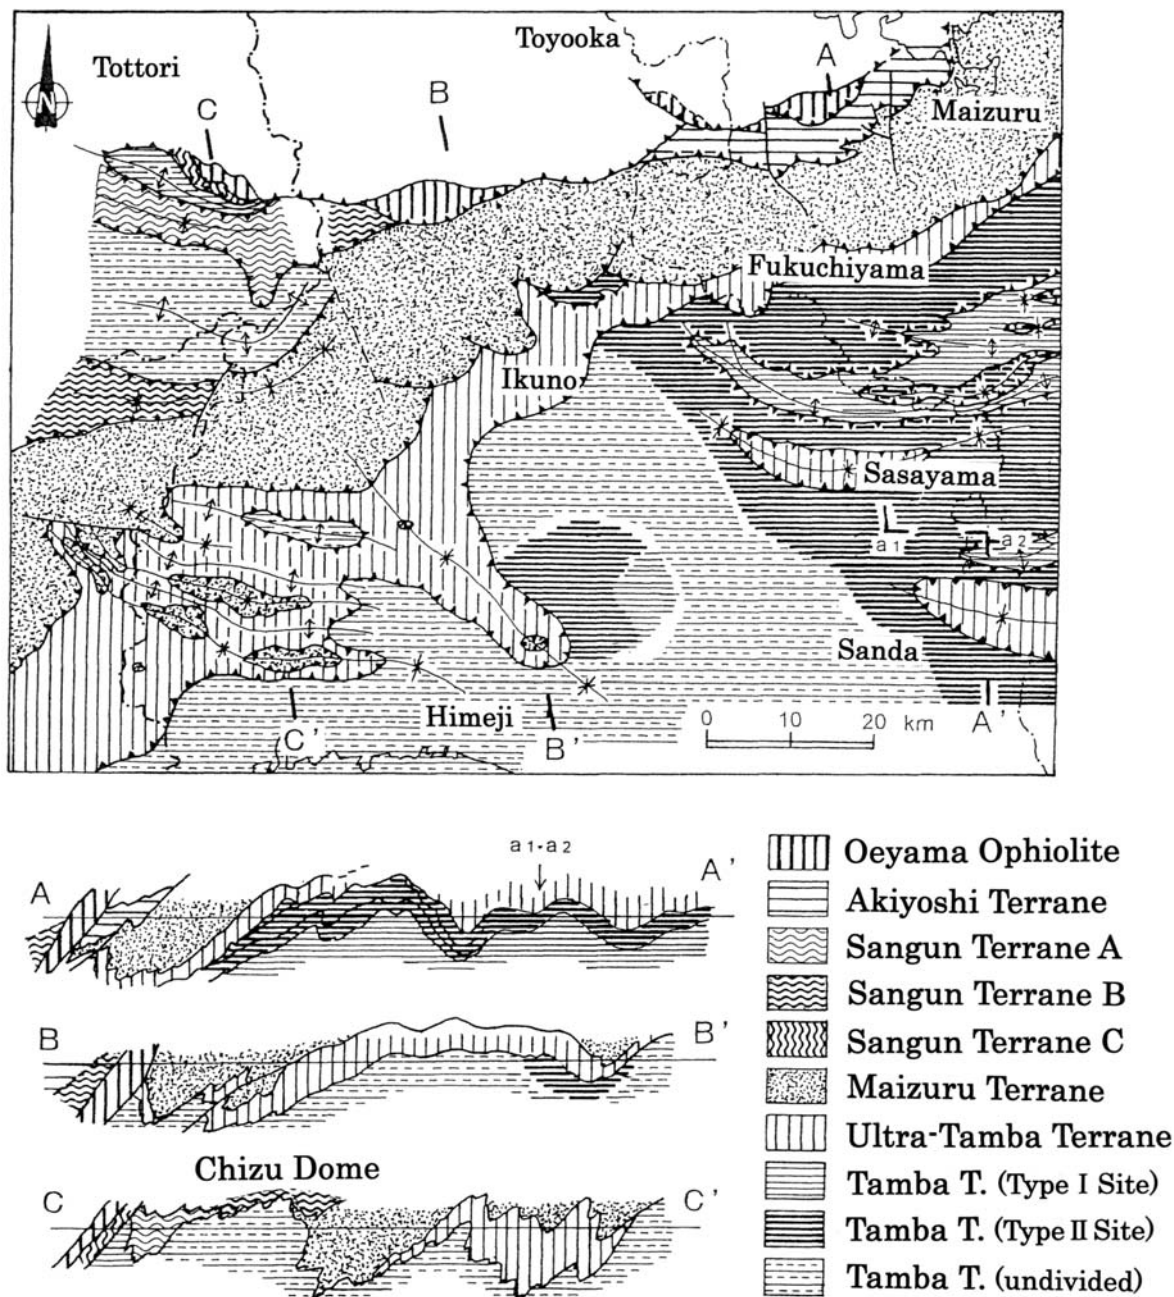 Toyooka
Tottori
A
B
N
C
Maizuru
Fukuchiyama
Ikuno
Sasayama
a1
a2
Sanda
Himeji
0 10 20 km
C'
B'
A'
a1-a2
A
A'
B
B'
Chizu Dome
C
C'
Oeyama Ophiolite
Akiyoshi Terrane
Sangun Terrane A
Sangun Terrane B
Sangun Terrane C
Maizuru Terrane
Ultra-Tamba Terrane
Tamba T. (Type I Site)
Tamba T. (Type II Site)
Tamba T. (undivided)